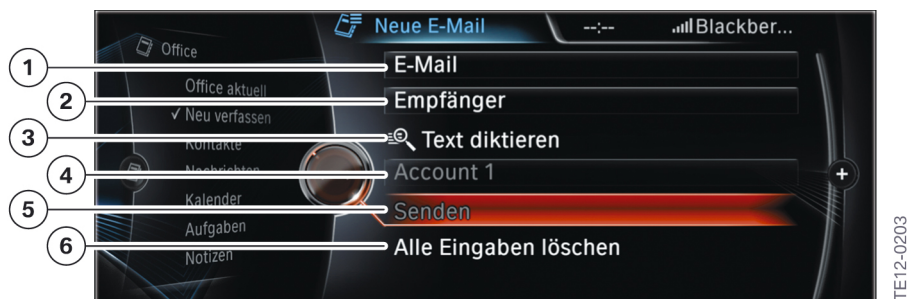 Neue E-Mail --:-- Blackber...
Office
1 E-Mail
Office aktuell
2 Empfänger
✓ Neu verfassen
3 Text diktieren
Kontakte
Nachrichten
4 Account 1
Kalender
5 Senden
Aufgaben
6 Alle Eingaben löschen
Notizen
+
TE12-0203